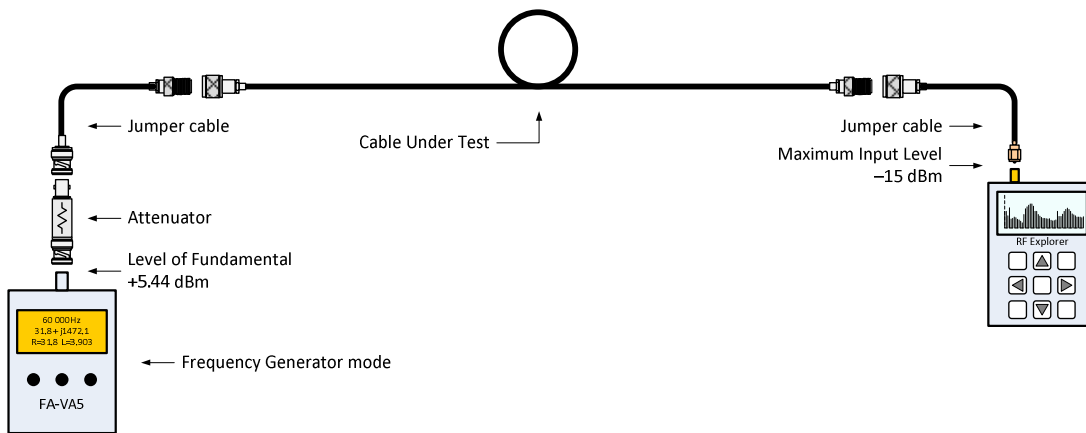 Jumper cable
Cable Under Test
Jumper cable
Maximum Input Level
–15 dBm
Attenuator
Level of Fundamental
+5.44 dBm
RF Explorer
60 000Hz
31,8 + j1472,1
R=31,8 L=3,903
Frequency Generator mode
FA-VA5